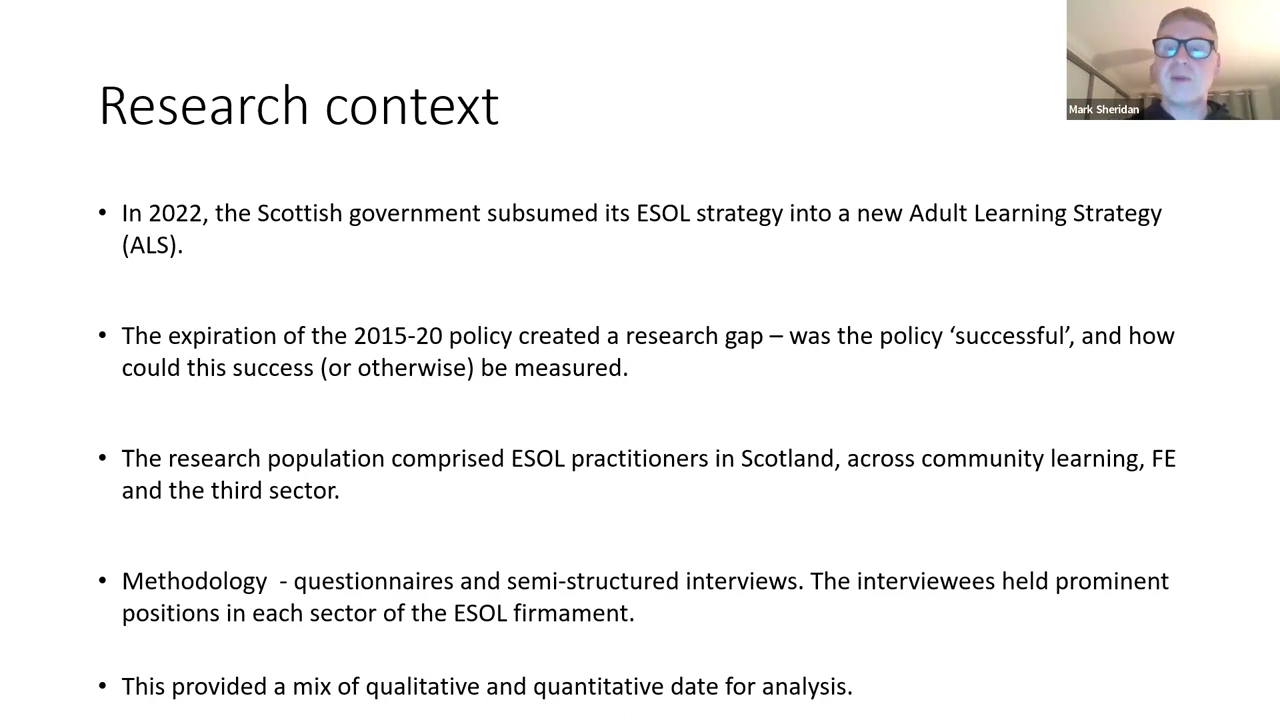 Research context
Mark Sheridan
• In 2022, the Scottish government subsumed its ESOL strategy into a new Adult Learning Strategy
(ALS).
• The expiration of the 2015-20 policy created a research gap – was the policy ‘successful’, and how
could this success (or otherwise) be measured.
• The research population comprised ESOL practitioners in Scotland, across community learning, FE
and the third sector.
• Methodology  - questionnaires and semi-structured interviews. The interviewees held prominent
positions in each sector of the ESOL firmament.
• This provided a mix of qualitative and quantitative date for analysis.